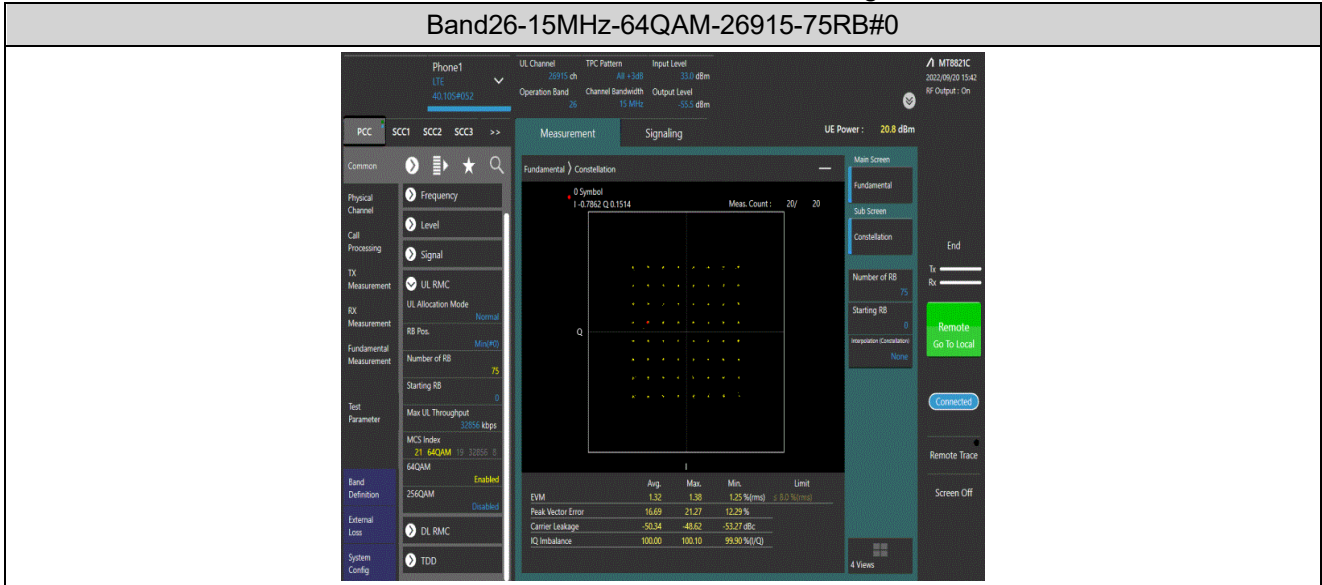 Band26-15MHz-64QAM-26915-75RB#0
Phone1
LTE
40.10S#052
UL Channel TPC Pattern Input Level
26915 ch All +3dB 33.0 dBm
Operation Band Channel Bandwidth Output Level
26 15 MHz -55.5 dBm
MT8821C
2022/09/20 15:42
RF Output : On
PCC SCC1 SCC2 SCC3 >>
Measurement Signaling
UE Power : 20.8 dBm
Common
Physical
Channel
Call
Processing
TX
Measurement
RX
Measurement
Fundamental
Measurement
Test
Parameter
Band
Definition
External
Loss
System
Config
Frequency
Level
Signal
UL RMC
UL Allocation Mode
Normal
RB Pos.
Min(#0)
Number of RB
75
Starting RB
0
Max UL Throughput
32856 kbps
MCS Index
21 64QAM 19 32856 8
64QAM
Enabled
256QAM
Disabled
DL RMC
TDD
Fundamental 〉 Constellation
0 Symbol
I -0.7862 Q 0.1514
Meas. Count : 20/ 20
Q
I
Avg. Max. Min. Limit
EVM 1.32 1.38 1.25 %(rms) ≤ 8.0 %(rms)
Peak Vector Error 16.69 21.27 12.29 %
Carrier Leakage -50.34 -48.62 -53.27 dBc
IQ Imbalance 100.00 100.10 99.90 %(I/Q)
Main Screen
Fundamental
Sub Screen
Constellation
Number of RB
75
Starting RB
0
Interpolation (Constellation)
None
4 Views
End
Tx
Rx
Remote
Go To Local
Connected
Remote Trace
Screen Off